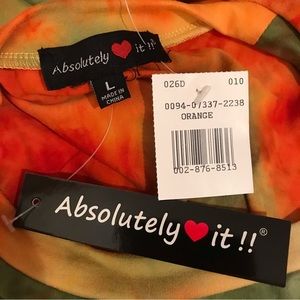 Absolutely ❤ it !!
L
MADE IN
CHINA
026D 010
0094-07337-2238
ORANGE
002-876-8513
Absolutely ❤ it !! ®